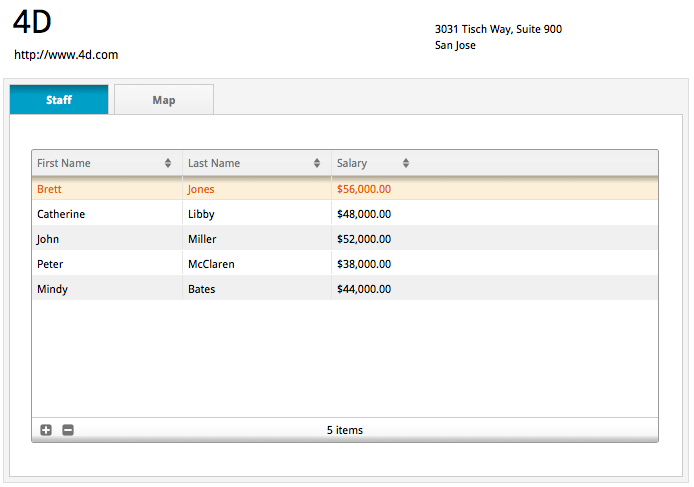 4D
http://www.4d.com
3031 Tisch Way, Suite 900
San Jose
Staff Map
First Name Last Name Salary
Brett Jones $56,000.00
Catherine Libby $48,000.00
John Miller $52,000.00
Peter McClaren $38,000.00
Mindy Bates $44,000.00
5 items